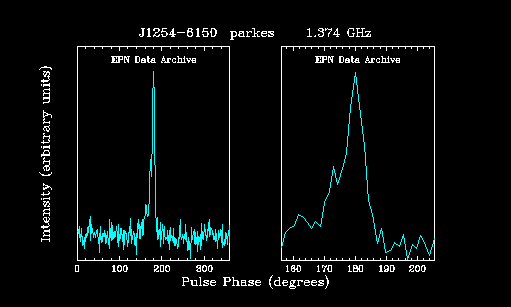 J1254-6150 parkes 1.374 GHz
EPN Data Archive
EPN Data Archive
Intensity (arbitrary units)
0 100 200 300
160 170 180 190 200
Pulse Phase (degrees)